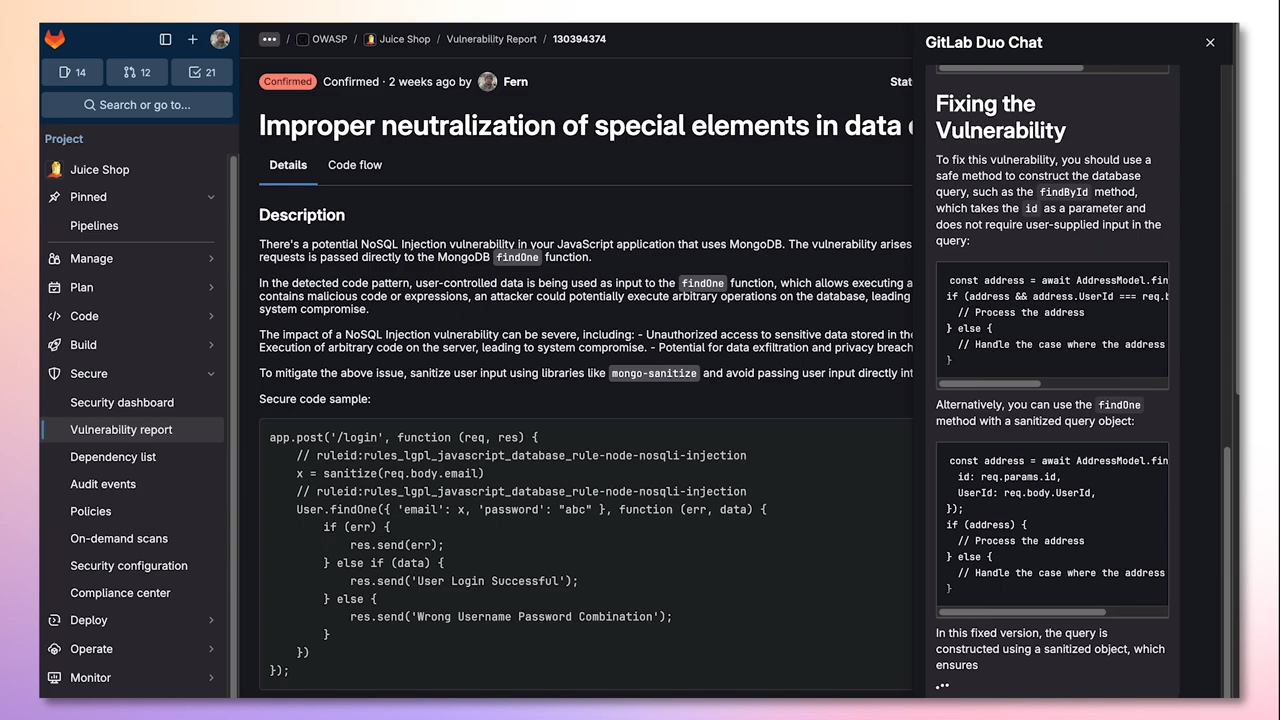 14
12
21
Search or go to...
Project
Juice Shop
Pinned
Pipelines
Manage
Plan
Code
Build
Secure
Security dashboard
Vulnerability report
Dependency list
Audit events
Policies
On-demand scans
Security configuration
Compliance center
Deploy
Operate
Monitor
••• / OWASP / Juice Shop / Vulnerability Report / 130394374
Confirmed Confirmed · 2 weeks ago by Fern
Stat
Improper neutralization of special elements in data
Details Code flow
Description
There's a potential NoSQL Injection vulnerability in your JavaScript application that uses MongoDB. The vulnerability arises
requests is passed directly to the MongoDB findOne function.
In the detected code pattern, user-controlled data is being used as input to the findOne function, which allows executing a
contains malicious code or expressions, an attacker could potentially execute arbitrary operations on the database, leading
system compromise.
The impact of a NoSQL Injection vulnerability can be severe, including: - Unauthorized access to sensitive data stored in the
Execution of arbitrary code on the server, leading to system compromise. - Potential for data exfiltration and privacy breach
To mitigate the above issue, sanitize user input using libraries like mongo-sanitize and avoid passing user input directly int
Secure code sample:
app.post('/login', function (req, res) {
// ruleid:rules_lgpl_javascript_database_rule-node-nosqli-injection
x = sanitize(req.body.email)
// ruleid:rules_lgpl_javascript_database_rule-node-nosqli-injection
User.findOne({ 'email': x, 'password': "abc" }, function (err, data) {
if (err) {
res.send(err);
} else if (data) {
res.send('User Login Successful');
} else {
res.send('Wrong Username Password Combination');
}
})
});
GitLab Duo Chat
Fixing the
Vulnerability
To fix this vulnerability, you should use a
safe method to construct the database
query, such as the findById method,
which takes the id as a parameter and
does not require user-supplied input in the
query:
const address = await AddressModel.fin
if (address && address.UserId === req.b
// Process the address
} else {
// Handle the case where the address
}
Alternatively, you can use the findOne
method with a sanitized query object:
const address = await AddressModel.fin
id: req.params.id,
UserId: req.body.UserId,
});
if (address) {
// Process the address
} else {
// Handle the case where the address
}
In this fixed version, the query is
constructed using a sanitized object, which
ensures